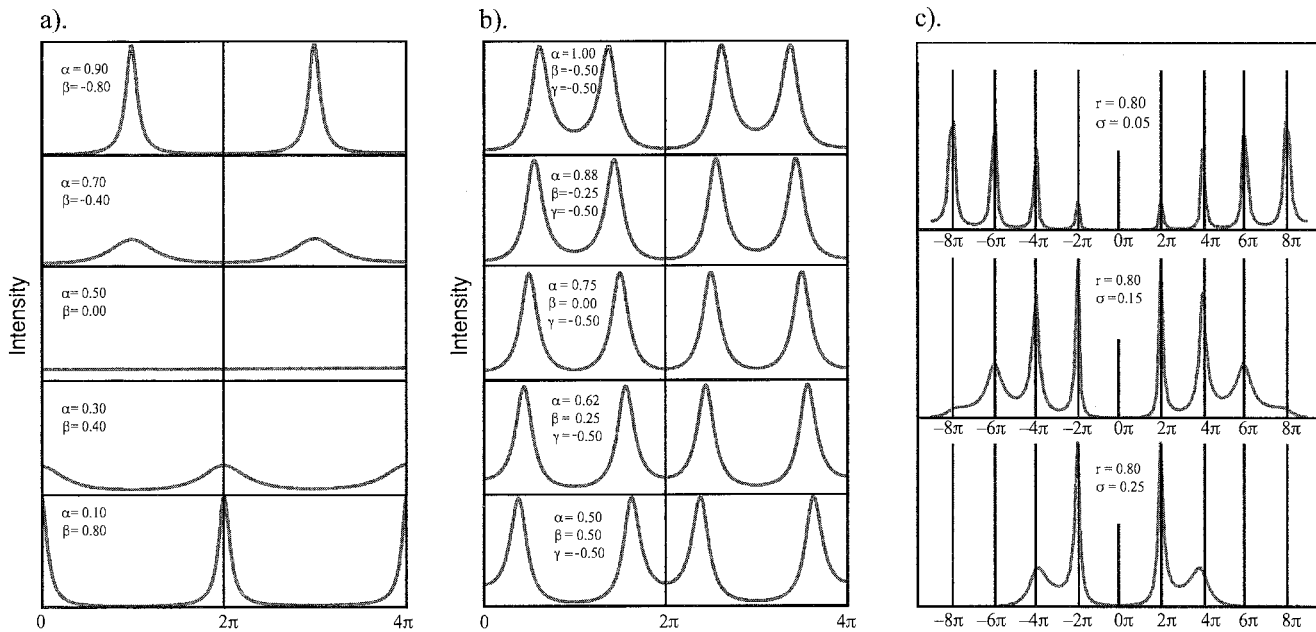 a).
Intensity
α = 0.90
β = -0.80
α = 0.70
β = -0.40
α = 0.50
β = 0.00
α = 0.30
β = 0.40
α = 0.10
β = 0.80
0 2π 4π
b).
Intensity
α = 1.00
β = -0.50
γ = -0.50
α = 0.88
β = -0.25
γ = -0.50
α = 0.75
β = 0.00
γ = -0.50
α = 0.62
β = 0.25
γ = -0.50
α = 0.50
β = 0.50
γ = -0.50
0 2π 4π
c).
r = 0.80
σ = 0.05
−8π −6π −4π −2π 0π 2π 4π 6π 8π
r = 0.80
σ = 0.15
−8π −6π −4π −2π 0π 2π 4π 6π 8π
r = 0.80
σ = 0.25
−8π −6π −4π −2π 0π 2π 4π 6π 8π